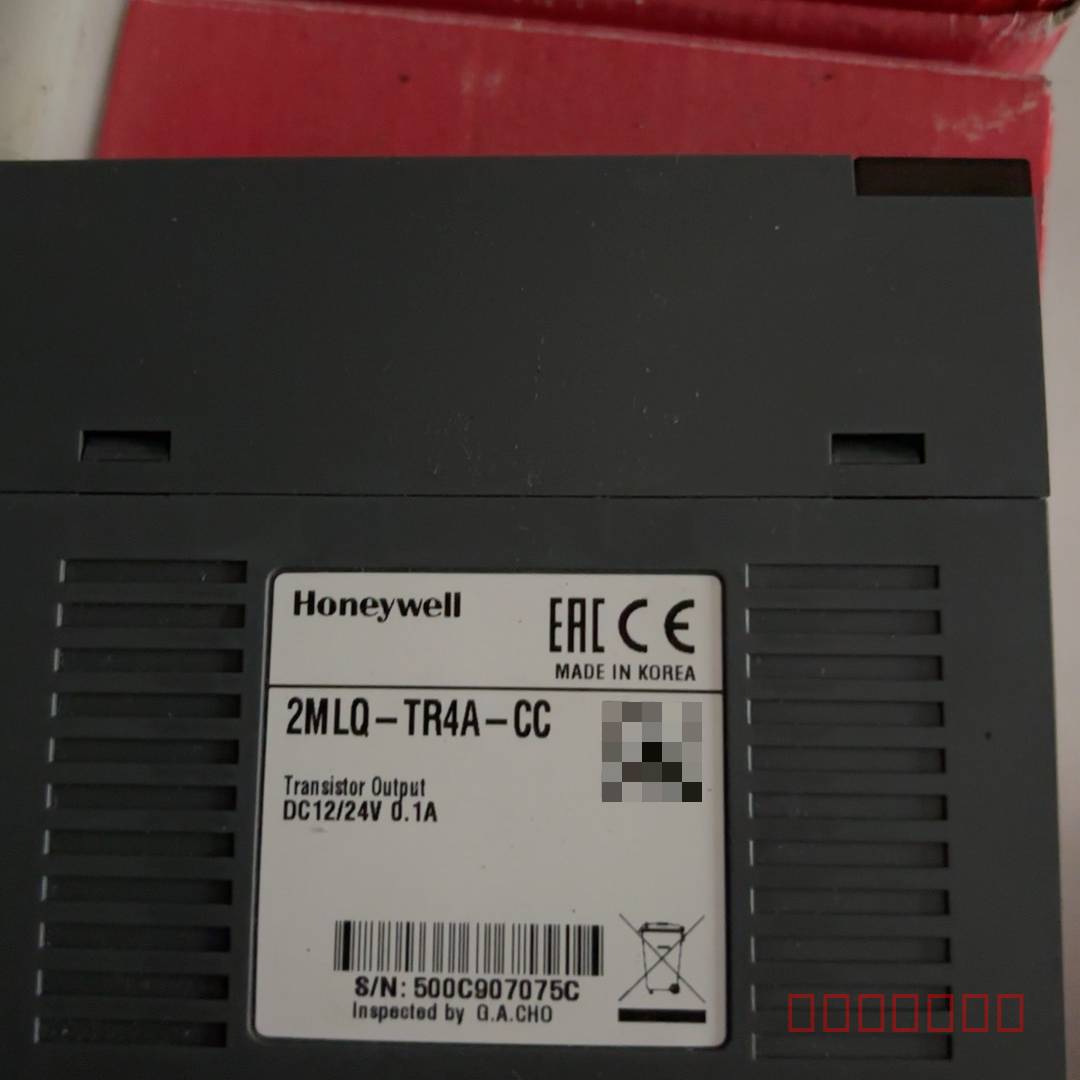 Honeywell
EAC CE
MADE IN KOREA
2MLQ-TR4A-CC
Transistor Output
DC12/24V 0.1A
S/N: 500C907075C
Inspected by G.A.CHO